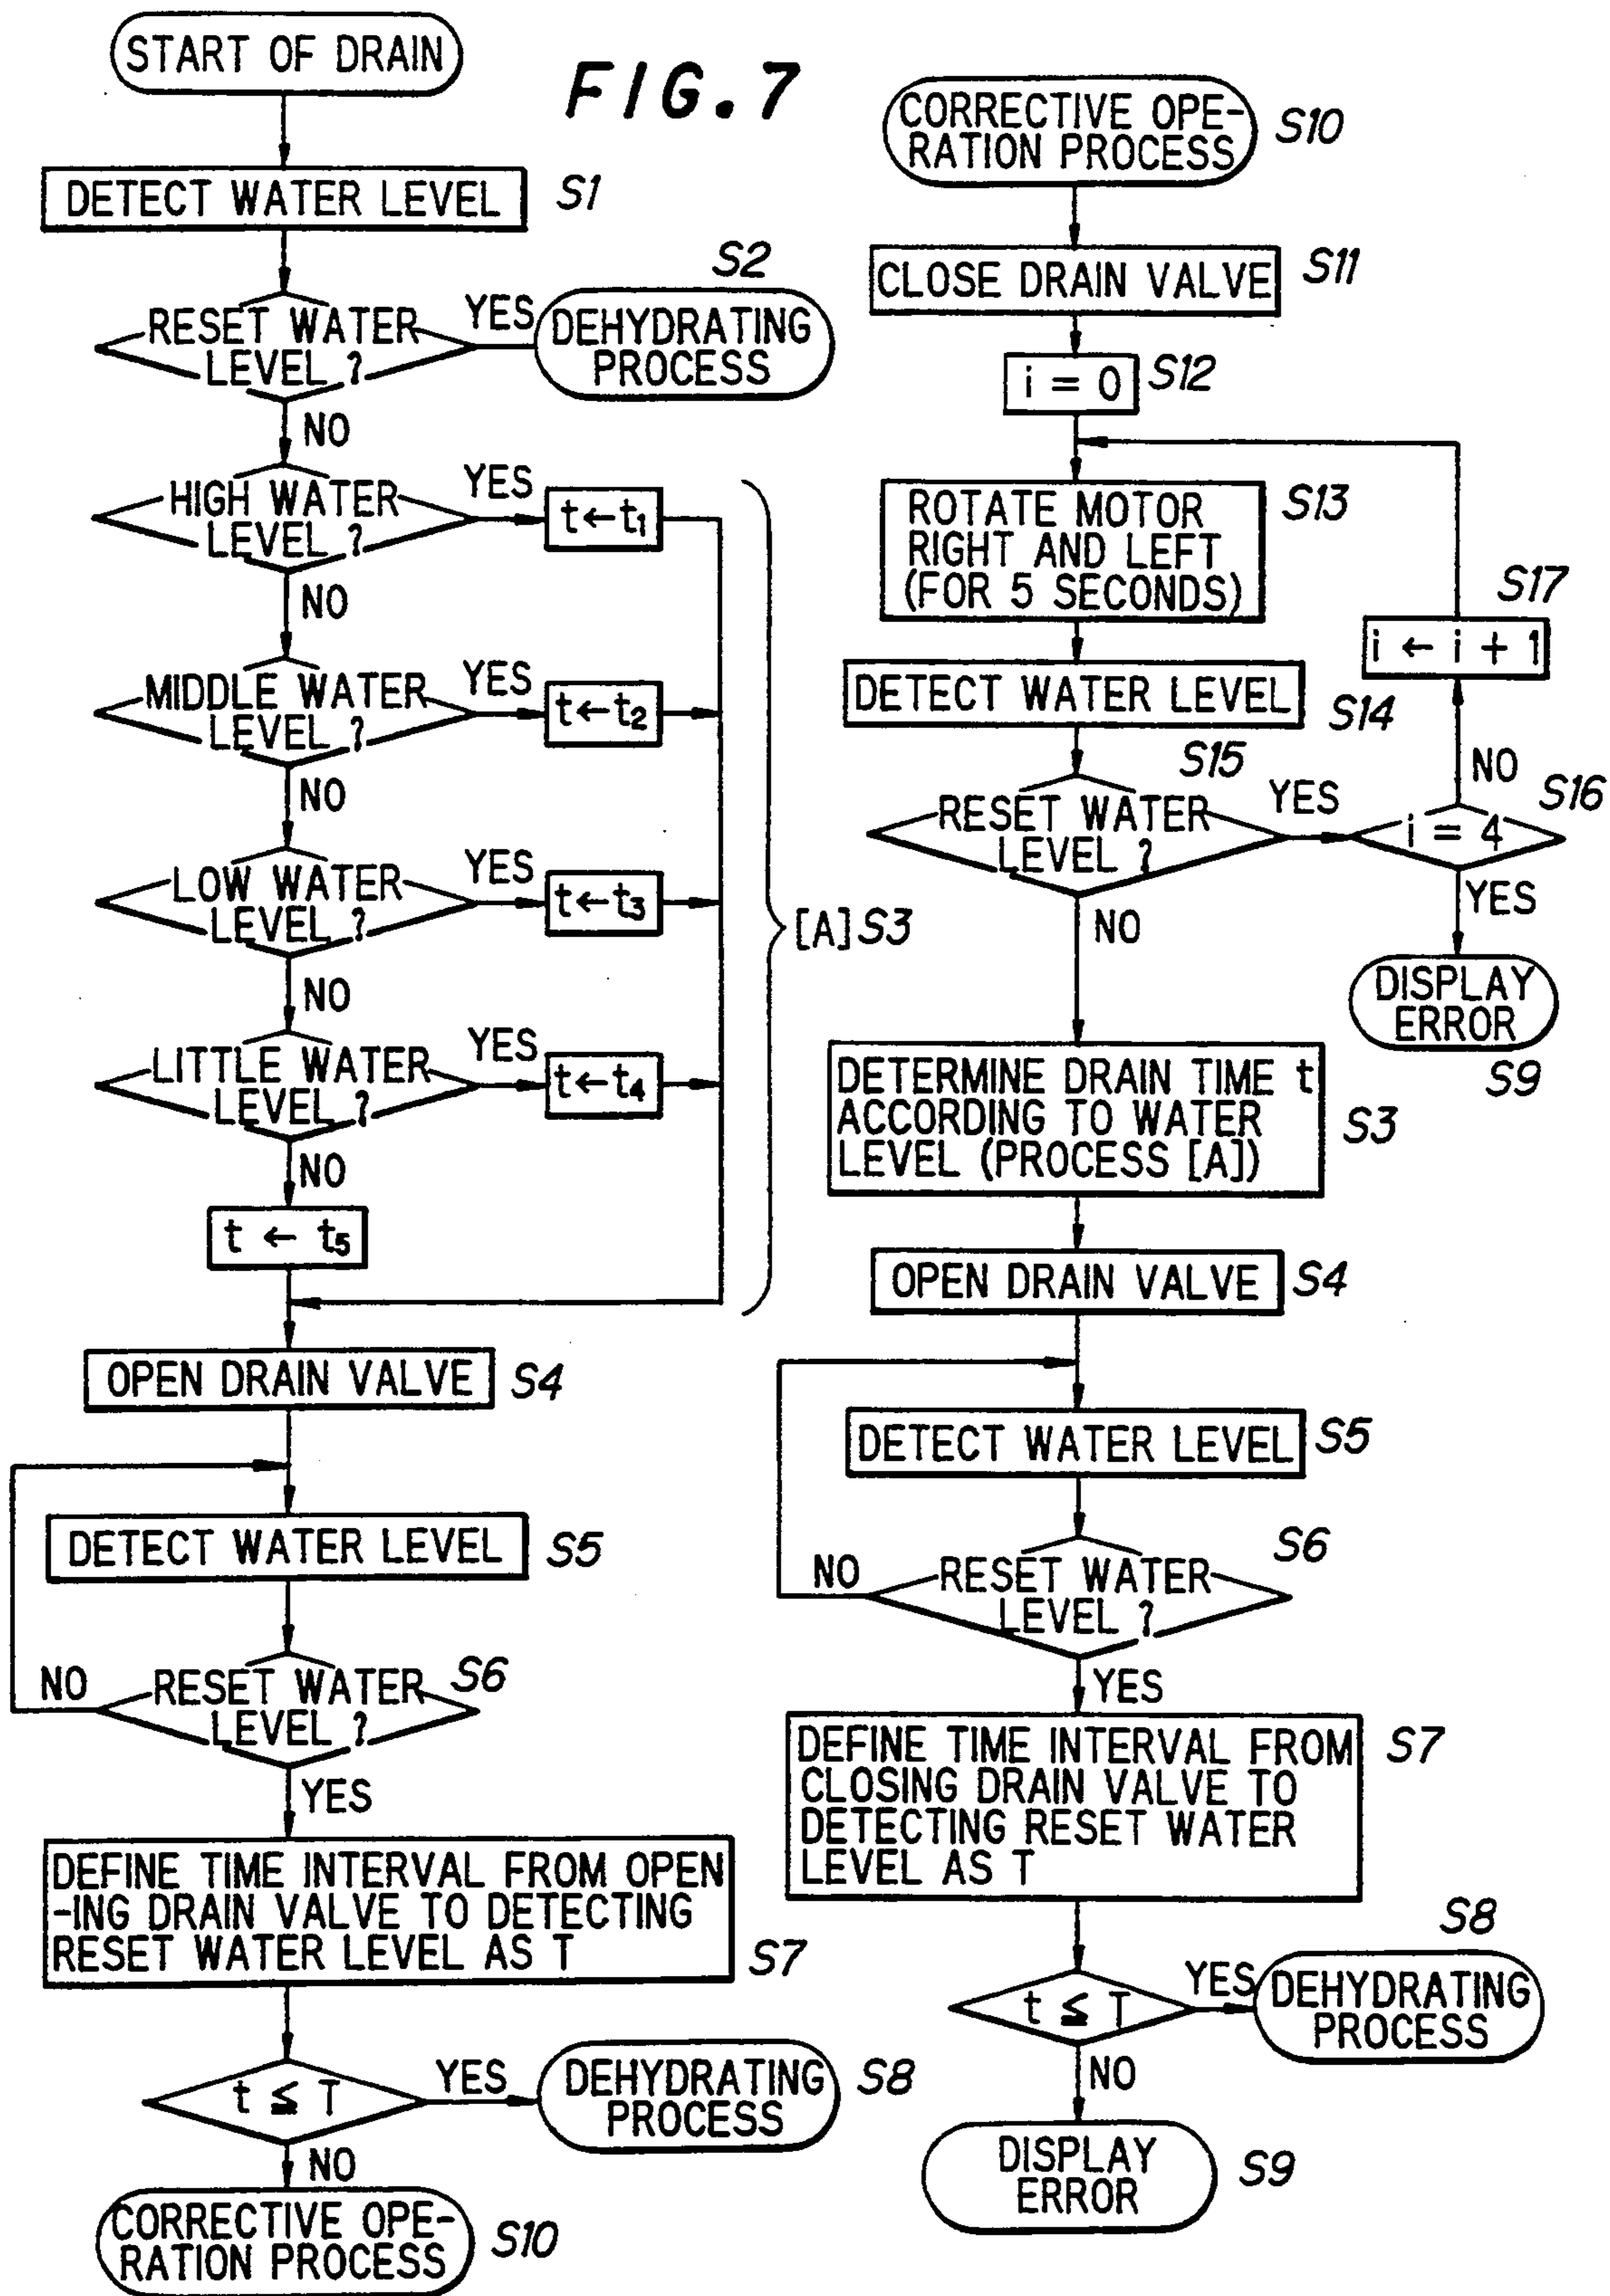 FIG. 7
START OF DRAIN
DETECT WATER LEVEL
S1
RESET WATER
LEVEL ?
YES
S2
DEHYDRATING
PROCESS
NO
HIGH WATER
LEVEL ?
YES
t←t1
NO
MIDDLE WATER
LEVEL ?
YES
t←t2
NO
LOW WATER
LEVEL ?
YES
t←t3
NO
LITTLE WATER
LEVEL ?
YES
t←t4
NO
t ← t5
[A] S3
OPEN DRAIN VALVE
S4
DETECT WATER LEVEL
S5
RESET WATER
LEVEL ?
S6
NO
YES
DEFINE TIME INTERVAL FROM OPEN
-ING DRAIN VALVE TO DETECTING
RESET WATER LEVEL AS T
S7
t ≦ T
YES
DEHYDRATING
PROCESS
S8
NO
CORRECTIVE OPE-
RATION PROCESS
S10
CORRECTIVE OPE-
RATION PROCESS
S10
CLOSE DRAIN VALVE
S11
i = 0
S12
ROTATE MOTOR
RIGHT AND LEFT
(FOR 5 SECONDS)
S13
DETECT WATER LEVEL
S14
S15
RESET WATER
LEVEL ?
YES
i = 4
S16
NO
i ← i + 1
S17
YES
DISPLAY
ERROR
S9
NO
DETERMINE DRAIN TIME t
ACCORDING TO WATER
LEVEL (PROCESS [A])
S3
OPEN DRAIN VALVE
S4
DETECT WATER LEVEL
S5
RESET WATER
LEVEL ?
S6
NO
YES
DEFINE TIME INTERVAL FROM
CLOSING DRAIN VALVE TO
DETECTING RESET WATER
LEVEL AS T
S7
t ≦ T
YES
S8
DEHYDRATING
PROCESS
NO
DISPLAY
ERROR
S9